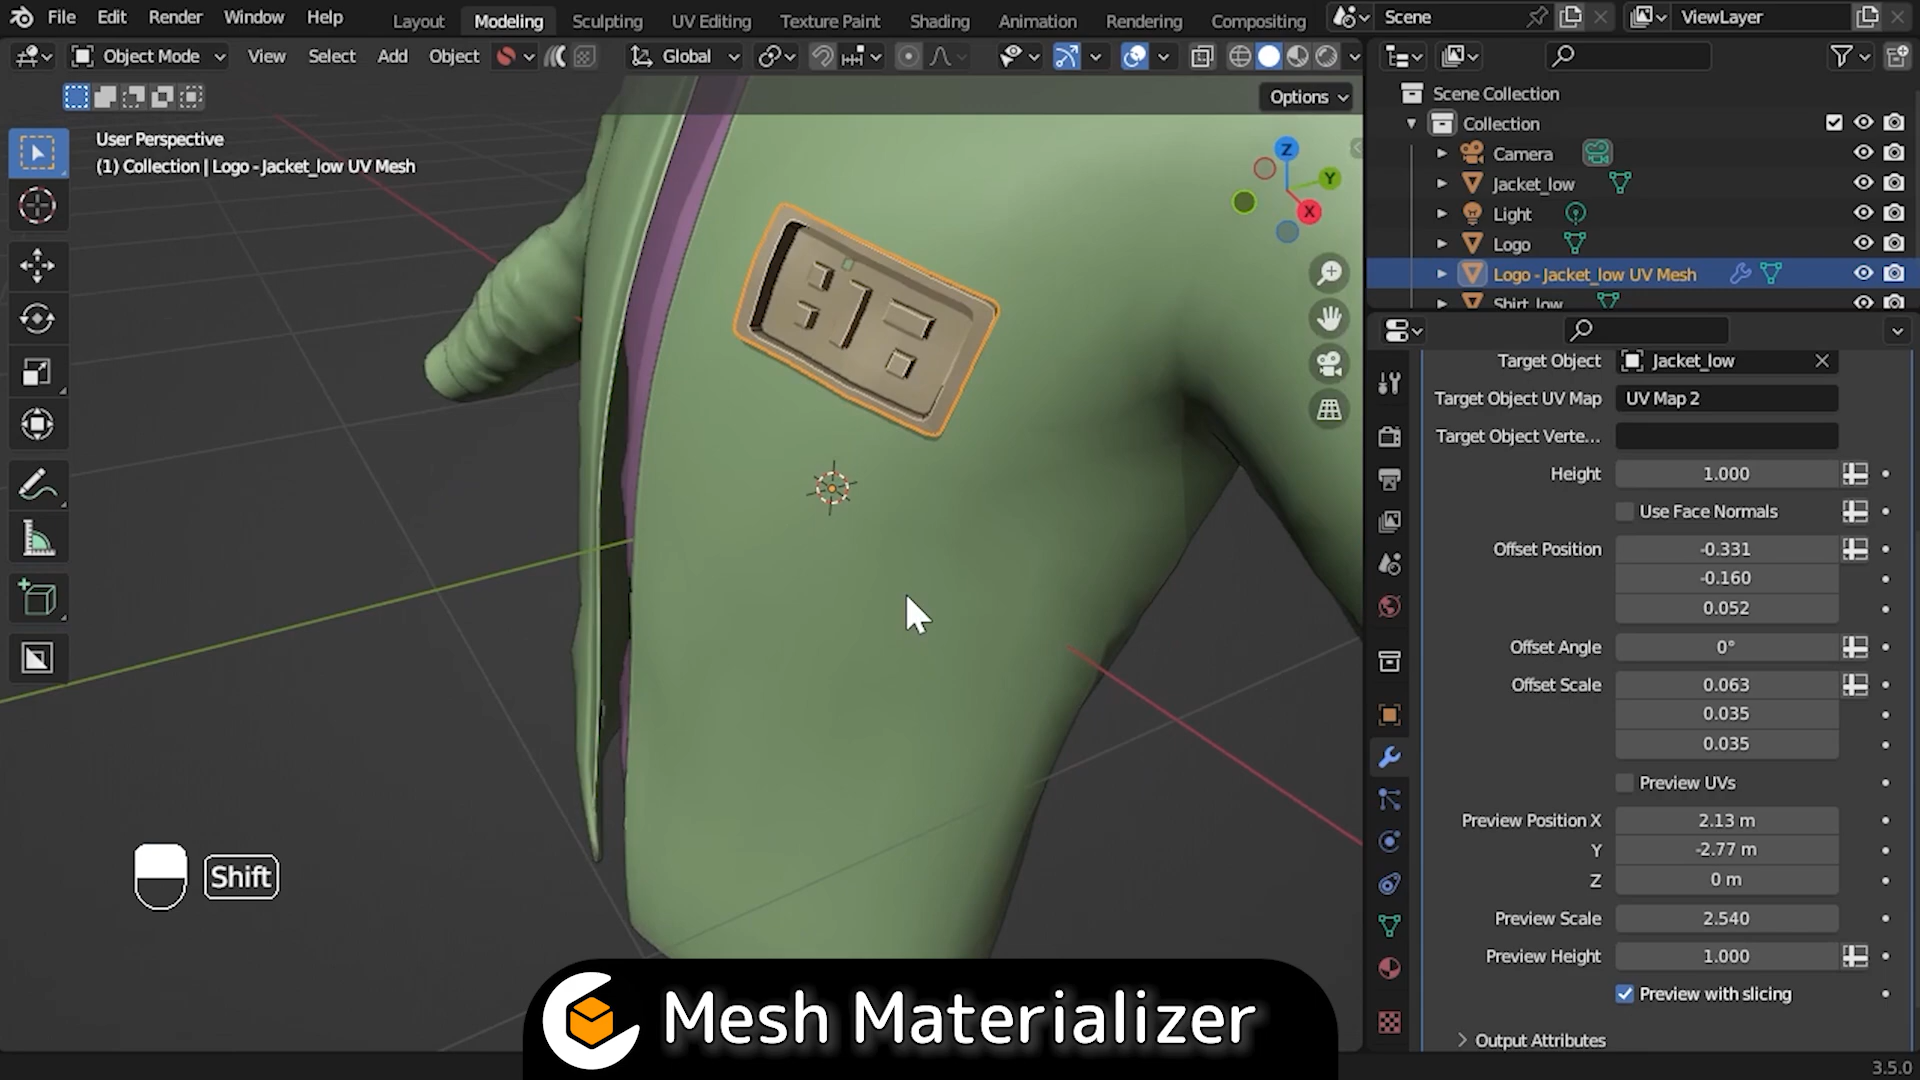 File Edit Render Window Help Layout Modeling Sculpting UV Editing Texture Paint Shading Animation Rendering Compositing Scene ViewLayer
Object Mode View Select Add Object Global
Options
User Perspective
(1) Collection | Logo - Jacket_low UV Mesh
Z
Y
X
Scene Collection
Collection
Camera
Jacket_low
Light
Logo
Logo - Jacket_low UV Mesh
Shirt_low
Target Object Jacket_low
Target Object UV Map UV Map 2
Target Object Verte...
Height 1.000
Use Face Normals
Offset Position -0.331
-0.160
0.052
Offset Angle 0°
Offset Scale 0.063
0.035
0.035
Preview UVs
Preview Position X 2.13 m
Y -2.77 m
Z 0 m
Preview Scale 2.540
Preview Height 1.000
Preview with slicing
Output Attributes
Shift
Mesh Materializer
3.5.0